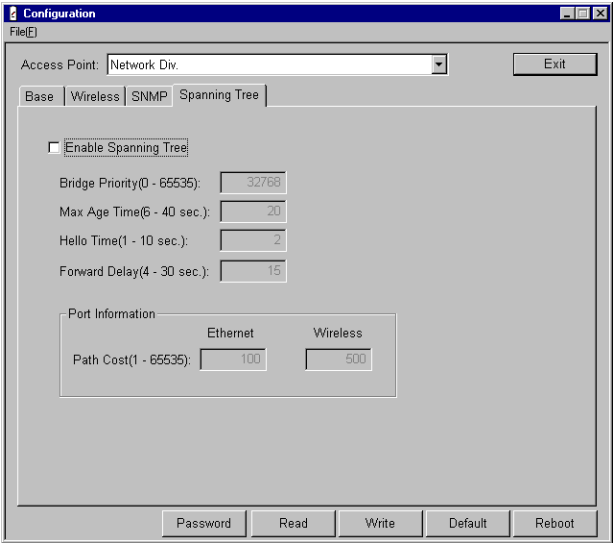 Configuration
File(F)
Access Point: Network Div. Exit
Base Wireless SNMP Spanning Tree
Enable Spanning Tree
Bridge Priority(0 - 65535): 32768
Max Age Time(6 - 40 sec.): 20
Hello Time(1 - 10 sec.): 2
Forward Delay(4 - 30 sec.): 15
Port Information
Ethernet Wireless
Path Cost(1 - 65535): 100 500
Password Read Write Default Reboot